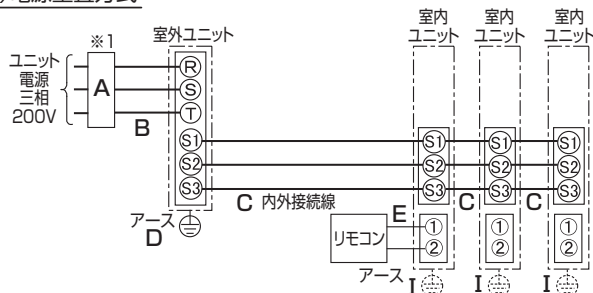 電源重畳方式
※1
ユニット
電源
三相
200V
A
B
室外ユニット
R
S
T
S1
S2
S3
アース
D
C 内外接続線
室内
ユニット
室内
ユニット
室内
ユニット
S1
S2
S3
S1
S2
S3
S1
S2
S3
C
C
リモコン
E
①
②
①
②
①
②
アース
I
I
I